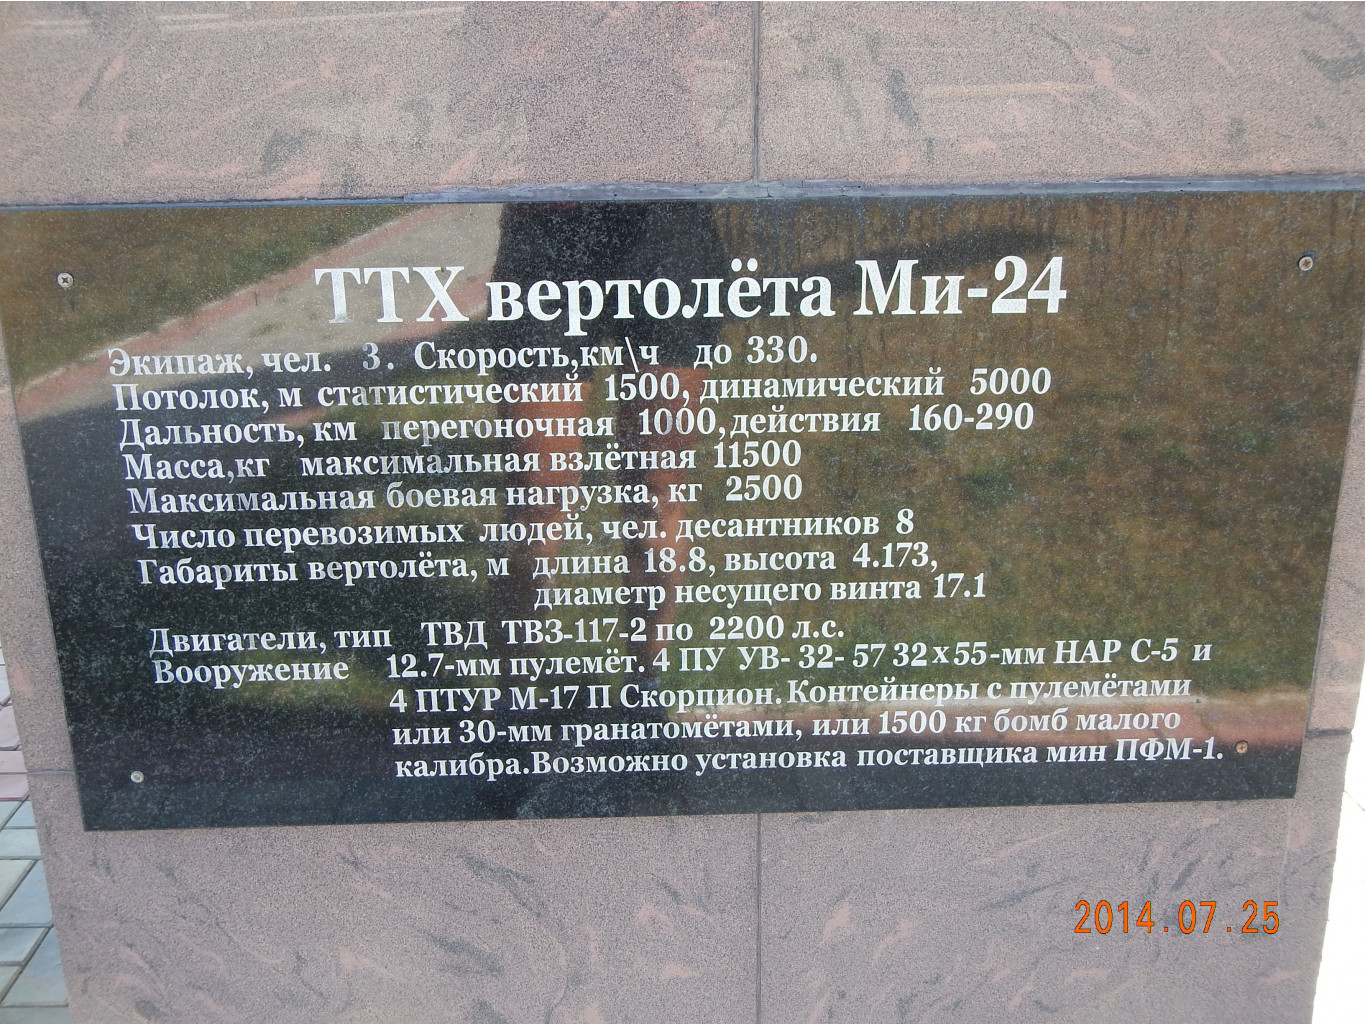 ТТХ вертолёта Ми-24
Экипаж, чел. 3. Скорость,км\ч до 330.
Потолок, м статистический 1500, динамический 5000
Дальность, км перегоночная 1000,действия 160-290
Масса,кг максимальная взлётная 11500
Максимальная боевая нагрузка, кг 2500
Число перевозимых людей, чел. десантников 8
Габариты вертолёта, м длина 18.8, высота 4.173,
диаметр несущего винта 17.1
Двигатели, тип ТВД ТВ3-117-2 по 2200 л.с.
Вооружение 12.7-мм пулемёт. 4 ПУ УВ- 32- 57 32х55-мм НАР С-5 и
4 ПТУР М-17 П Скорпион. Контейнеры с пулемётами
или 30-мм гранатомётами, или 1500 кг бомб малого
калибра.Возможно установка поставщика мин ПФМ-1.
2014.07.25